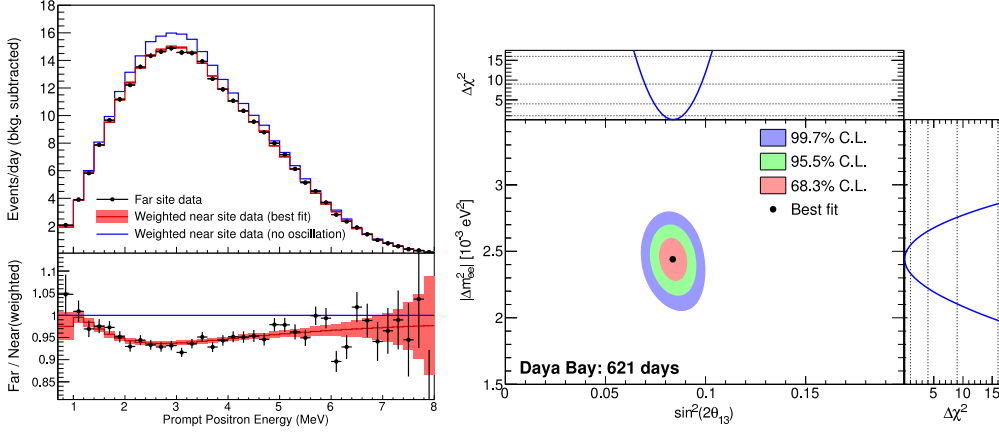 Events/day (bkg. subtracted)
18
16
14
12
10
8
6
4
2
Far site data
Weighted near site data (best fit)
Weighted near site data (no oscillation)
Far / Near(weighted)
1.1
1.05
1
0.95
0.9
0.85
1 2 3 4 5 6 7 8
Prompt Positron Energy (MeV)
Δχ²
15
10
5
|Δm²ₑₑ| [10⁻³ eV²]
3.5
3
2.5
2
1.5
99.7% C.L.
95.5% C.L.
68.3% C.L.
Best fit
Daya Bay: 621 days
0 0.05 0.1 0.15
sin²(2θ₁₃)
5 10 15
Δχ²